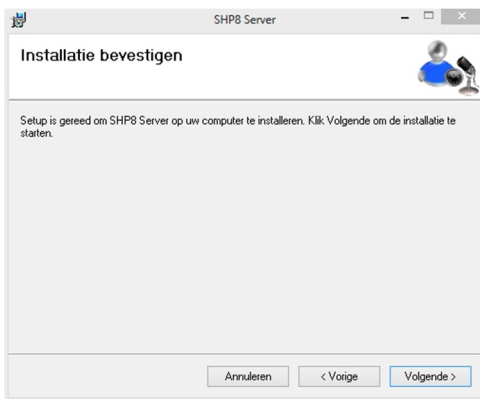 SHP8 Server
Installatie bevestigen
Setup is gereed om SHP8 Server op uw computer te installeren. Klik Volgende om de installatie te
starten.
Annuleren
< Vorige
Volgende >